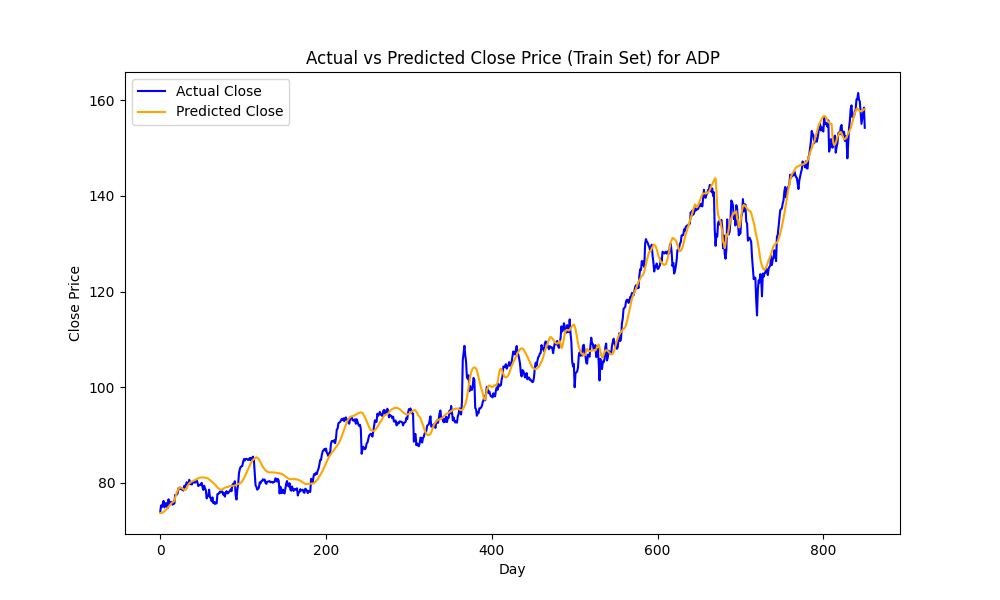 Actual vs Predicted Close Price (Train Set) for ADP
Actual Close
Predicted Close
160
140
120
100
80
Close Price
0 200 400 600 800
Day